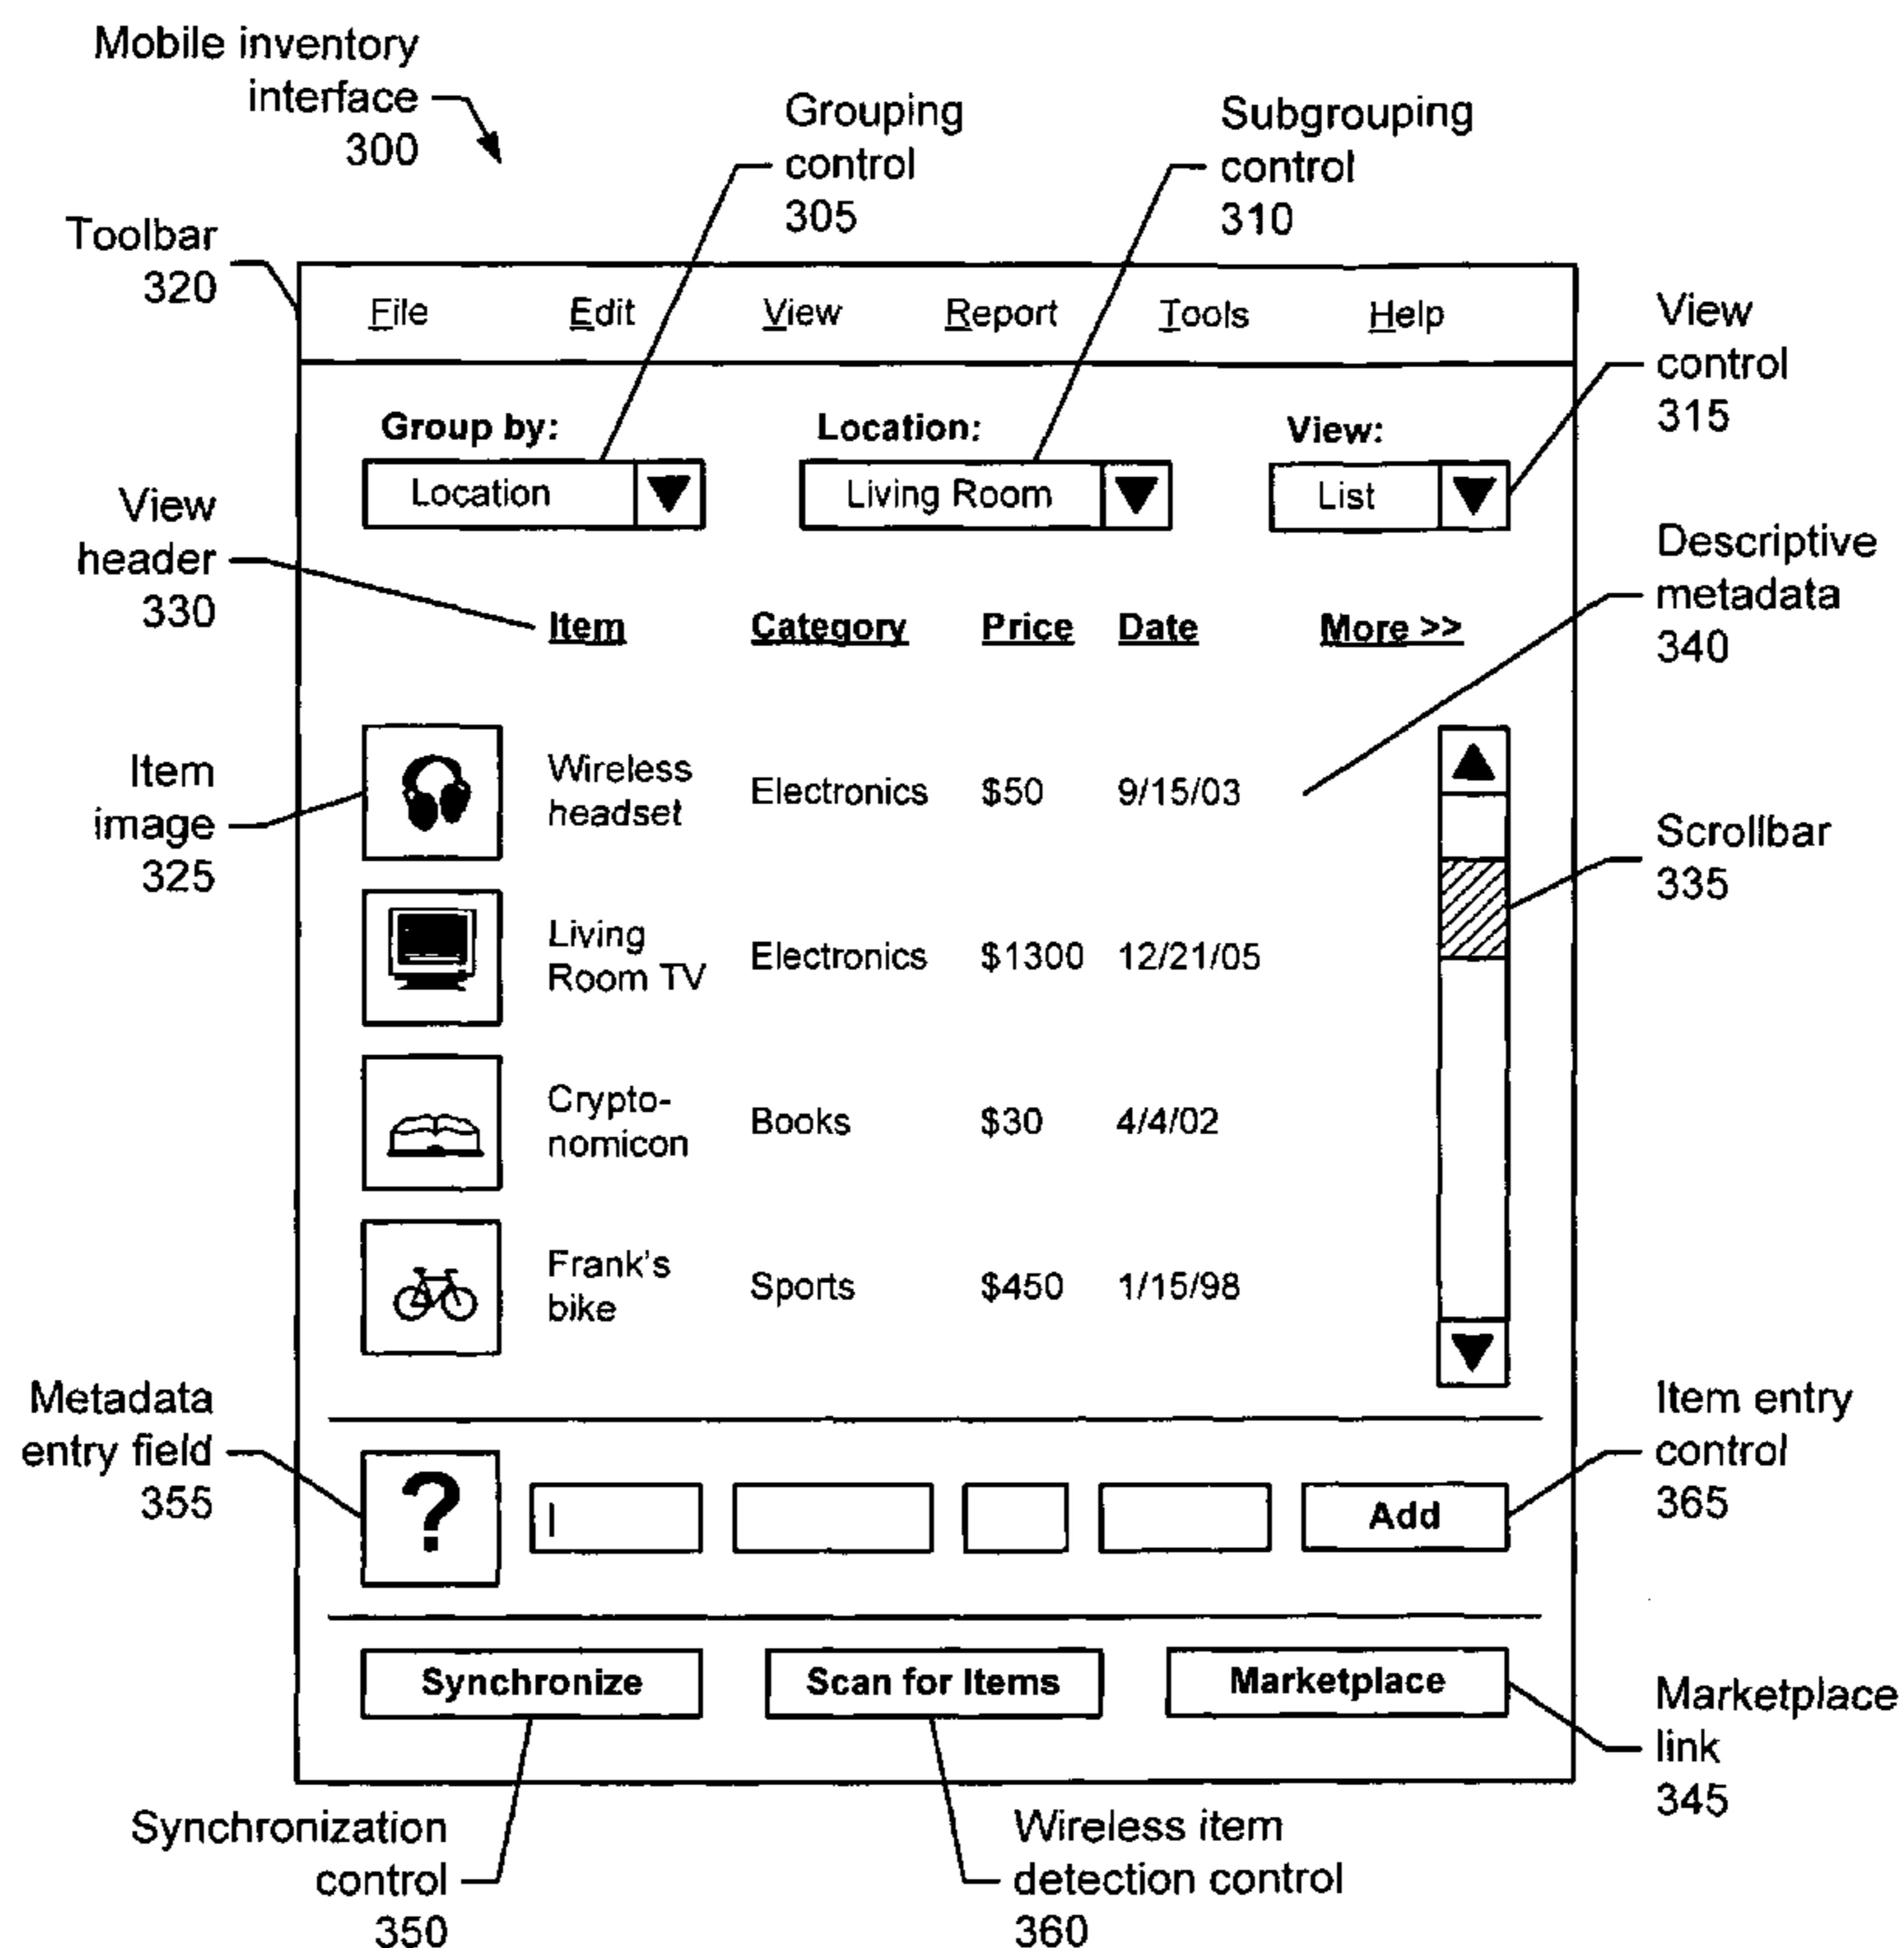 Mobile inventory
interface
300
Grouping
control
305
Subgrouping
control
310
Toolbar
320
File Edit View Report Tools Help
View
control
315
Group by: Location: View:
Location Living Room List
View
header
330
Descriptive
metadata
340
Item Category Price Date More >>
Item
image
325
Wireless
headset
Electronics $50 9/15/03
Scrollbar
335
Living
Room TV
Electronics $1300 12/21/05
Crypto-
nomicon
Books $30 4/4/02
Frank's
bike
Sports $450 1/15/98
Metadata
entry field
355
? Add
Item entry
control
365
Synchronize Scan for Items Marketplace
Marketplace
link
345
Synchronization
control
350
Wireless item
detection control
360